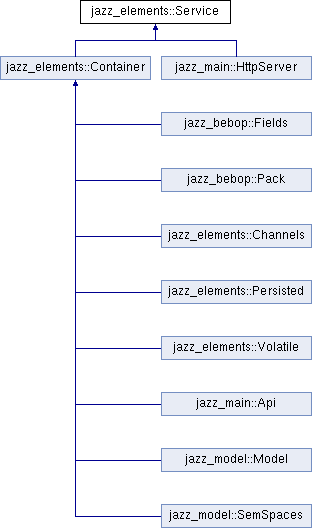 jazz_elements::Service
jazz_elements::Container
jazz_main::HttpServer
jazz_bebop::Fields
jazz_bebop::Pack
jazz_elements::Channels
jazz_elements::Persisted
jazz_elements::Volatile
jazz_main::Api
jazz_model::Model
jazz_model::SemSpaces